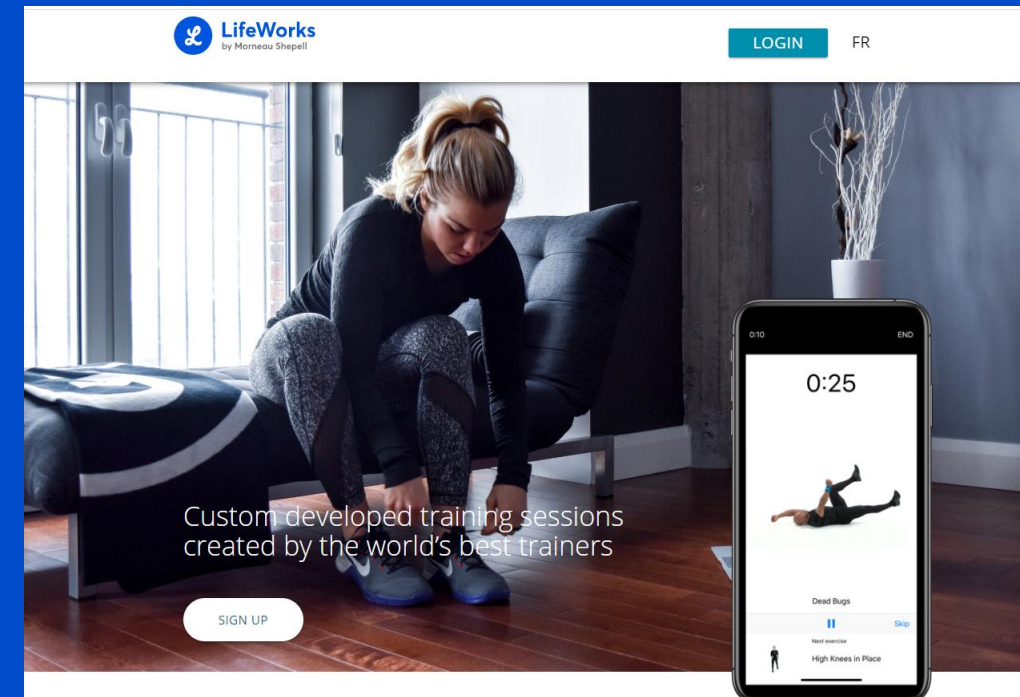 LifeWorks
by Morneau Shepell
LOGIN
FR
Custom developed training sessions
created by the world's best trainers
SIGN UP
0:10
END
0:25
Dead Bugs
Skip
Next exercise
High Knees in Place